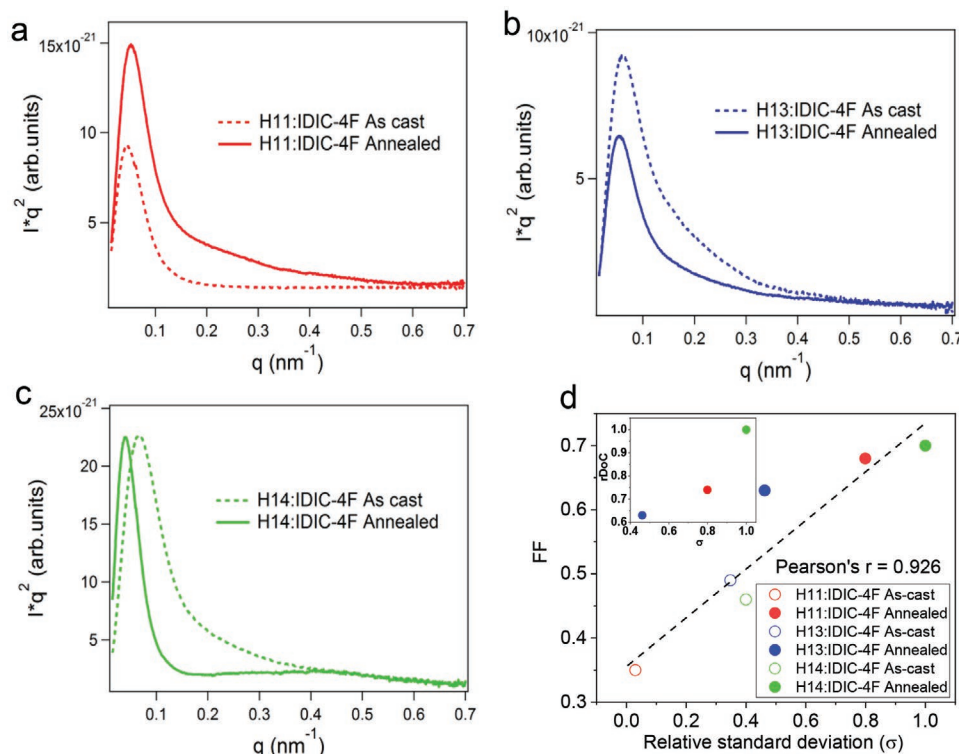 a
15x10⁻²¹
10
5
I*q² (arb.units)
H11:IDIC-4F As cast
H11:IDIC-4F Annealed
0.1 0.2 0.3 0.4 0.5 0.6 0.7
q (nm⁻¹)
b
10x10⁻²¹
5
I*q² (arb.units)
H13:IDIC-4F As cast
H13:IDIC-4F Annealed
0.1 0.2 0.3 0.4 0.5 0.6 0.7
q (nm⁻¹)
c
25x10⁻²¹
20
15
10
5
I*q² (arb.units)
H14:IDIC-4F As cast
H14:IDIC-4F Annealed
0.1 0.2 0.3 0.4 0.5 0.6 0.7
q (nm⁻¹)
d
0.7
0.6
0.5
0.4
0.3
FF
1.0
0.9
0.8
0.7
0.6
rDoC
0.4 0.6 0.8 1.0
σ
Pearson's r = 0.926
H11:IDIC-4F As-cast
H11:IDIC-4F Annealed
H13:IDIC-4F As-cast
H13:IDIC-4F Annealed
H14:IDIC-4F As-cast
H14:IDIC-4F Annealed
0.0 0.2 0.4 0.6 0.8 1.0
Relative standard deviation (σ)